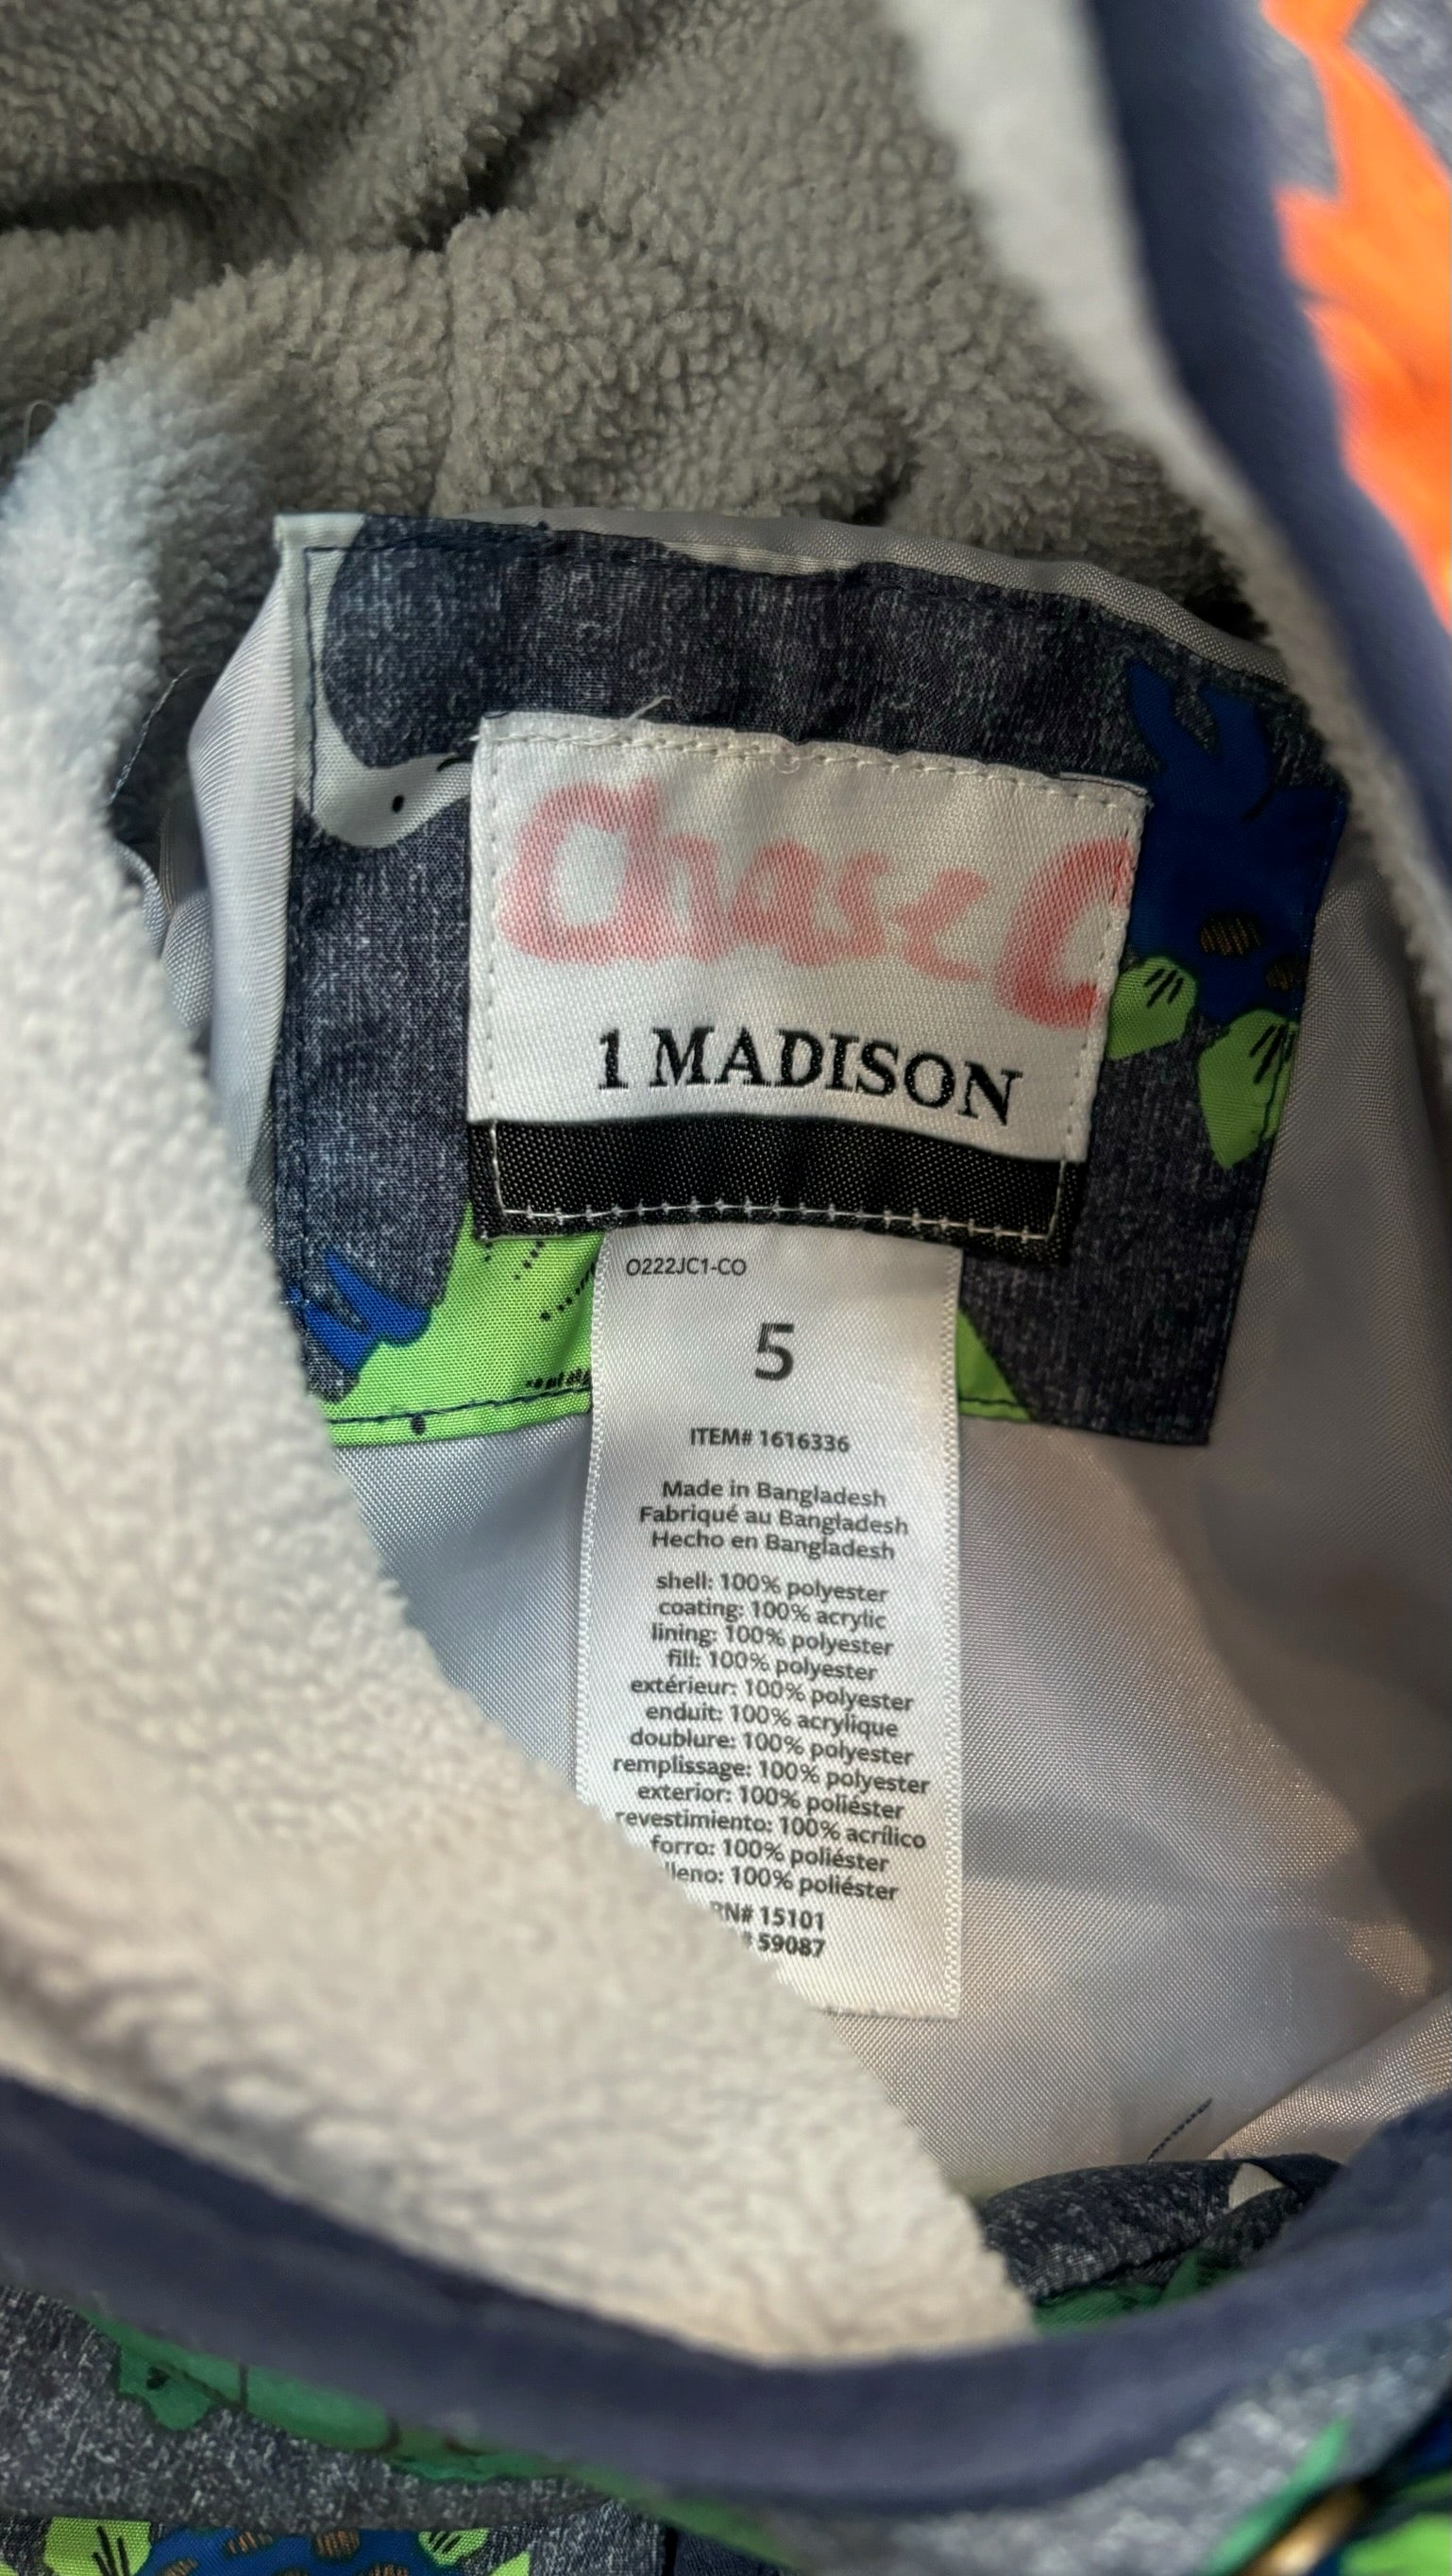 Chase C
1 MADISON
O222JC1-CO
5
ITEM# 1616336
Made in Bangladesh
Fabriqué au Bangladesh
Hecho en Bangladesh
shell: 100% polyester
coating: 100% acrylic
lining: 100% polyester
fill: 100% polyester
extérieur: 100% polyester
enduit: 100% acrylique
doublure: 100% polyester
remplissage: 100% polyester
exterior: 100% poliéster
revestimiento: 100% acrílico
forro: 100% poliéster
lleno: 100% poliéster
RN# 15101
# 59087